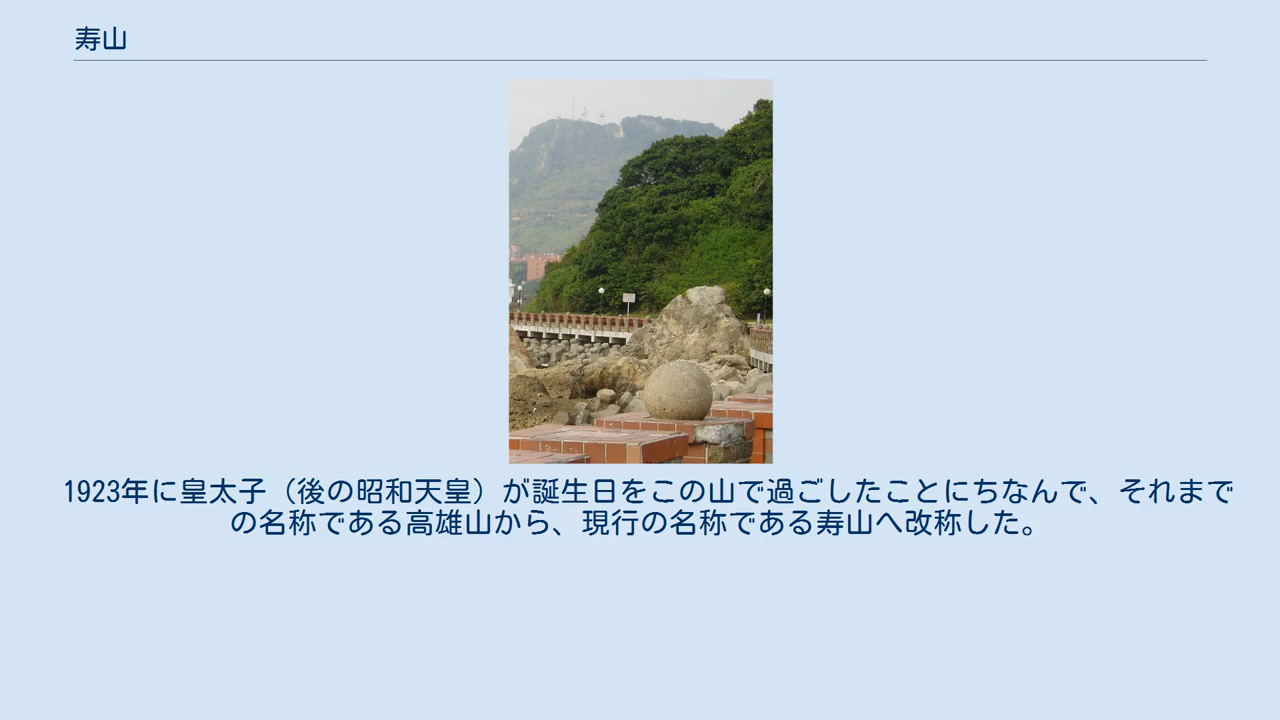 寿山
1923年に皇太子（後の昭和天皇）が誕生日をこの山で過ごしたことにちなんで、それまで
の名称である高雄山から、現行の名称である寿山へ改称した。